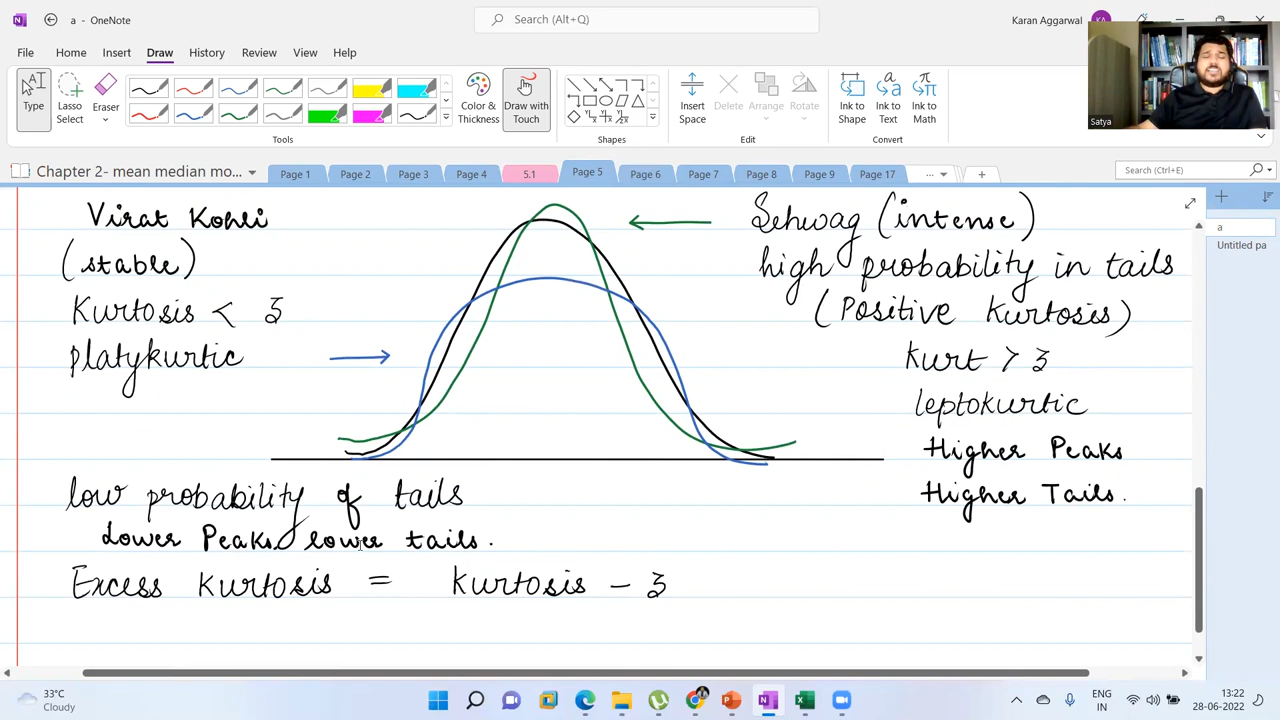 a - OneNote
Search (Alt+Q)
Karan Aggarwal
KA
File Home Insert Draw History Review View Help
Type
Lasso Select
Eraser
Color & Thickness
Draw with Touch
Insert Space
Delete
Arrange
Rotate
Ink to Shape
Ink to Text
Ink to Math
Tools
Shapes
Edit
Convert
Satya
Chapter 2- mean median mo...
Page 1
Page 2
Page 4
5.1
Page 5
Page 6
Page 7
Page 8
Page 9
Page 17
...
Search (Ctrl+E)
a
Untitled pa
Virat Kohli
(stable)
Kurtosis < 3
platykurtic
Sehwag (intense)
high probability in tails
(Positive Kurtosis)
kurt > 3
leptokurtic
Higher Peaks
Higher Tails.
low probability of tails
Lower Peaks lower tails.
Excess Kurtosis = Kurtosis - 3
33°C
Cloudy
ENG
IN
13:22
28-06-2022